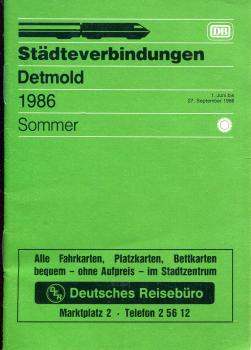 DB
Städteverbindungen
Detmold
1986
1. Juni bis
27. September 1986
Sommer
Alle Fahrkarten, Platzkarten, Bettkarten
bequem – ohne Aufpreis – im Stadtzentrum
DER Deutsches Reisebüro
Marktplatz 2 · Telefon 2 56 12